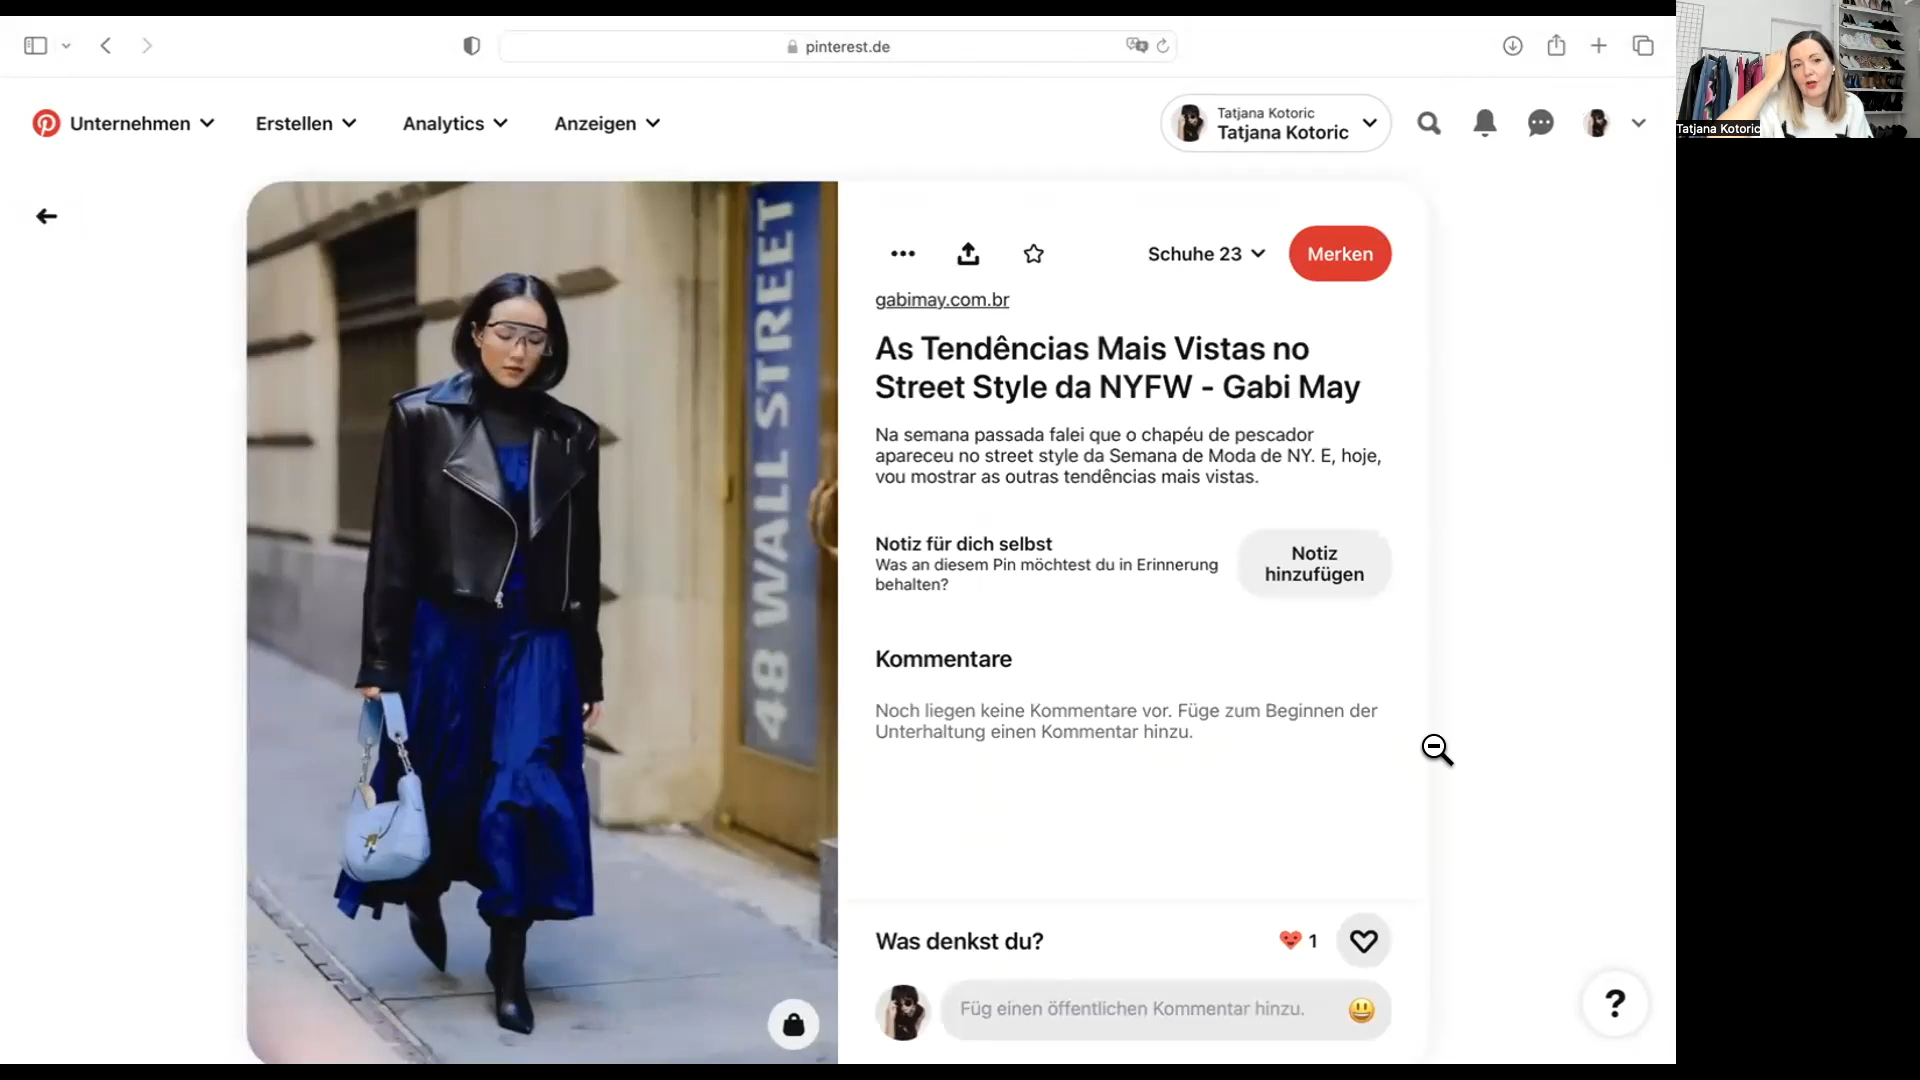 pinterest.de
Unternehmen
Erstellen
Analytics
Anzeigen
Tatjana Kotoric
Tatjana Kotoric
Tatjana Kotoric
48 WALL STREET
Schuhe 23
Merken
gabimay.com.br
As Tendências Mais Vistas no
Street Style da NYFW - Gabi May
Na semana passada falei que o chapéu de pescador
apareceu no street style da Semana de Moda de NY. E, hoje,
vou mostrar as outras tendências mais vistas.
Notiz für dich selbst
Was an diesem Pin möchtest du in Erinnerung
behalten?
Notiz
hinzufügen
Kommentare
Noch liegen keine Kommentare vor. Füge zum Beginnen der
Unterhaltung einen Kommentar hinzu.
Was denkst du?
1
Füg einen öffentlichen Kommentar hinzu.
?